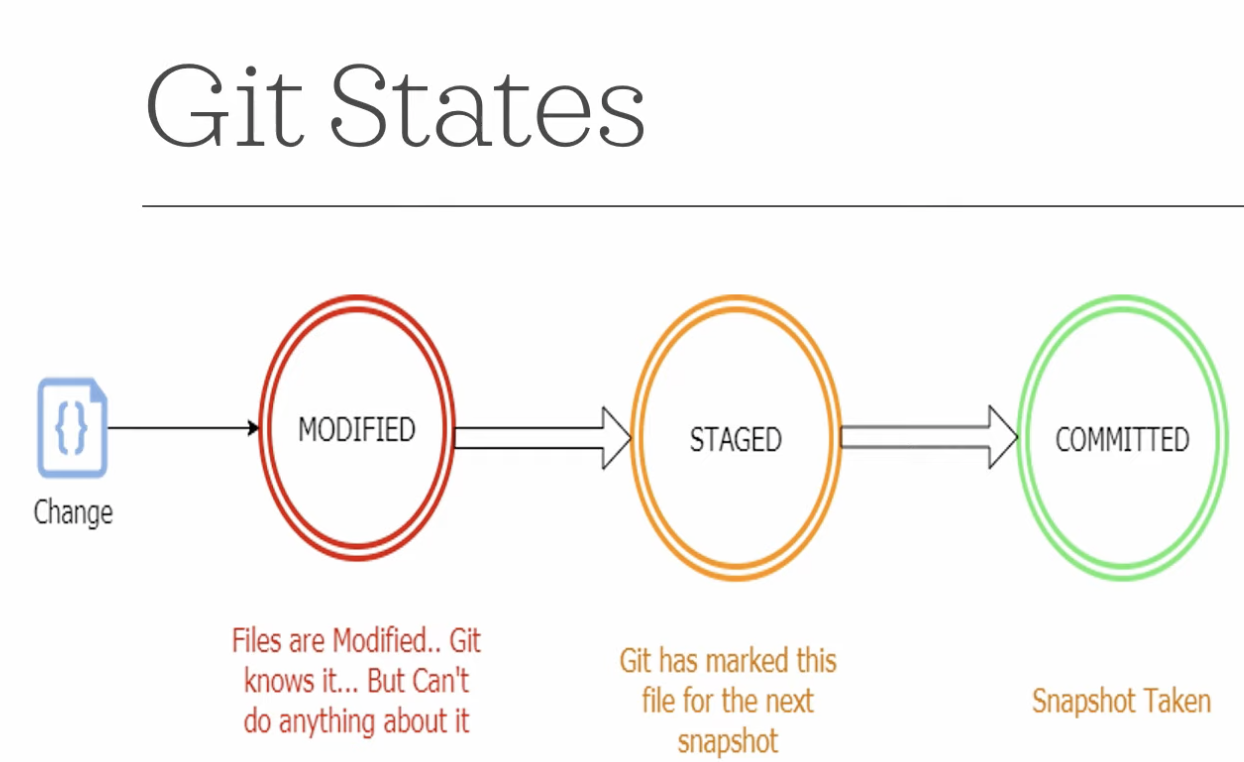 Git States
{}
Change
MODIFIED
STAGED
COMMITTED
Files are Modified.. Git
knows it... But Can't
do anything about it
Git has marked this
file for the next
snapshot
Snapshot Taken